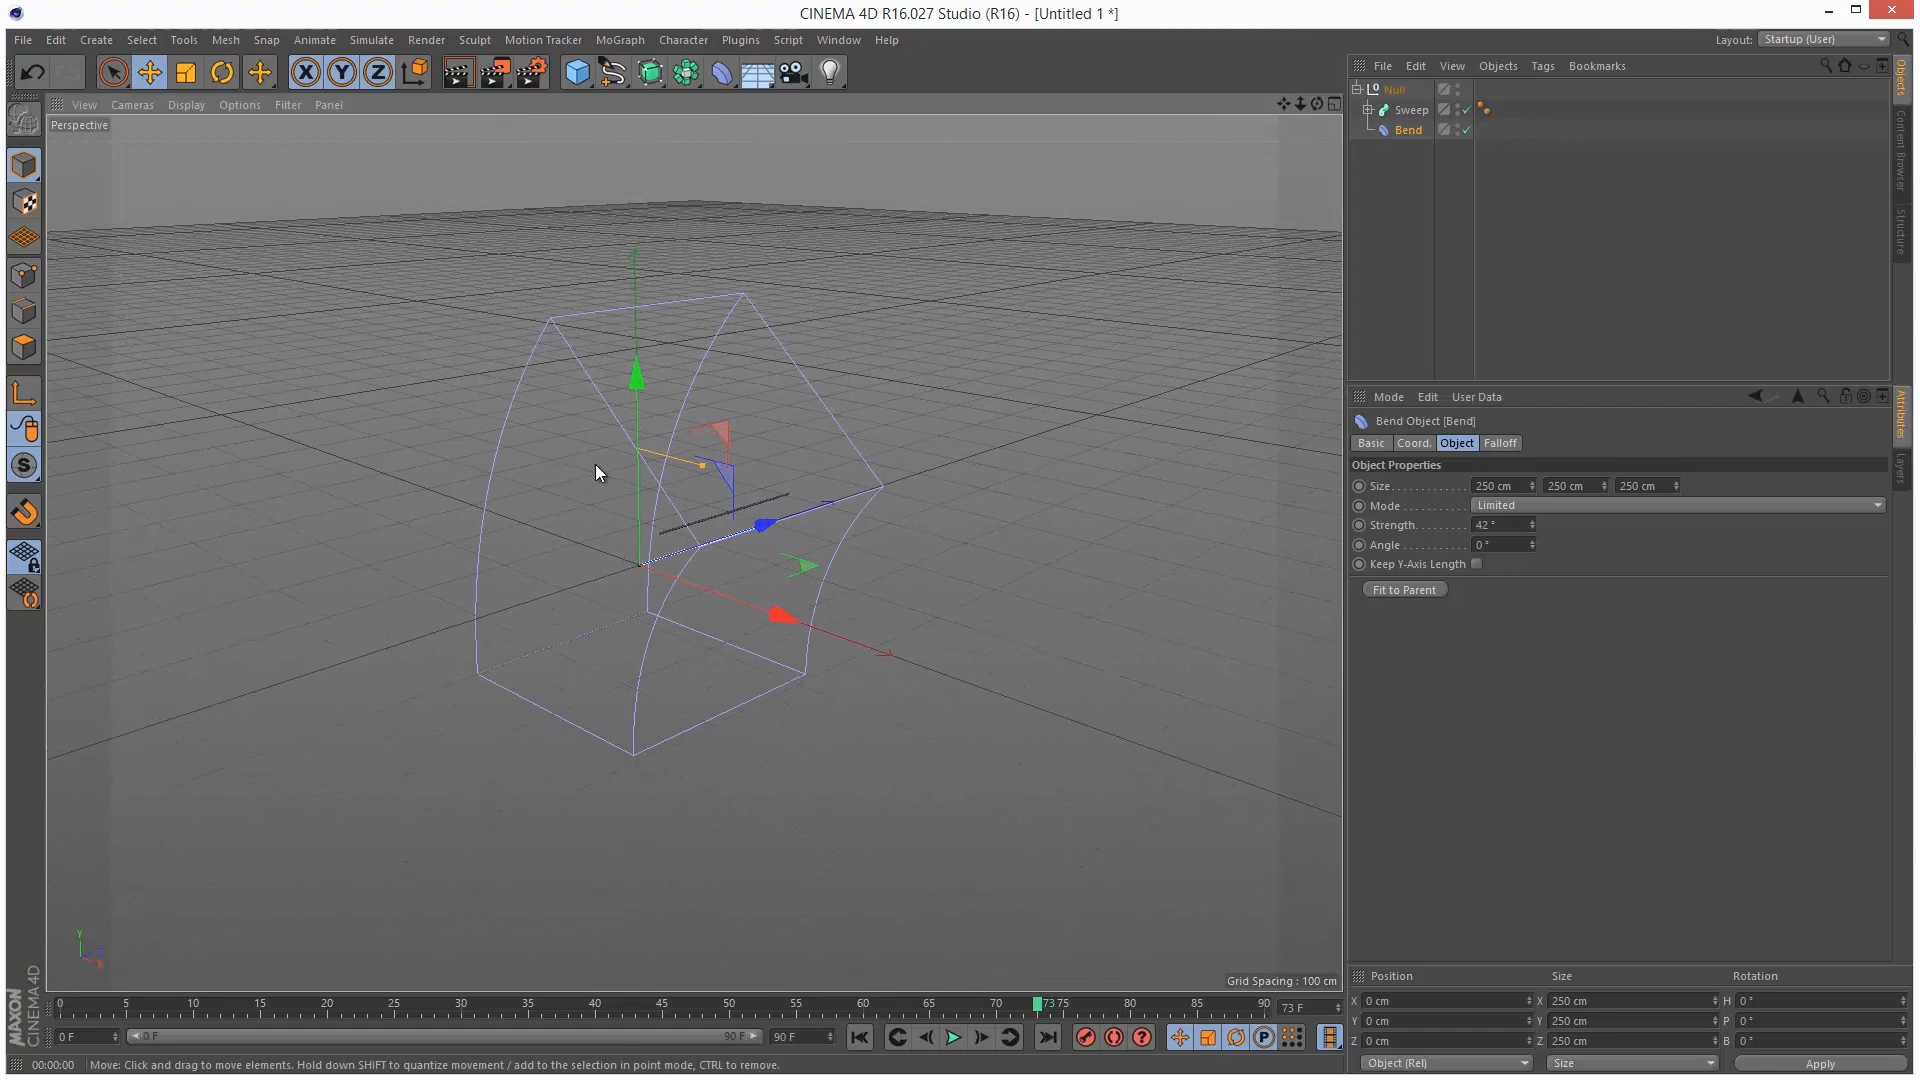 CINEMA 4D R16.027 Studio (R16) - [Untitled 1 *]
File Edit Create Select Tools Mesh Snap Animate Simulate Render Sculpt Motion Tracker MoGraph Character Plugins Script Window Help
Layout: Startup (User)
X Y Z
View Cameras Display Options Filter Panel
Perspective
File Edit View Objects Tags Bookmarks
Null
Sweep
Bend
Objects
Content Browser
Structure
Mode Edit User Data
Bend Object [Bend]
Basic Coord. Object Falloff
Object Properties
Size 250 cm 250 cm 250 cm
Mode Limited
Strength 42 °
Angle 0 °
Keep Y-Axis Length
Fit to Parent
Attributes
Layers
S
Y
Z
X
Grid Spacing : 100 cm
0 5 10 15 20 25 30 35 40 45 50 55 60 65 70 73 75 80 85 90 73 F
0 F 0 F 90 F 90 F
P
Position Size Rotation
X 0 cm X 250 cm H 0 °
Y 0 cm Y 250 cm P 0 °
Z 0 cm Z 250 cm B 0 °
Object (Rel) Size Apply
MAXON
CINEMA 4D
00:00:00 Move: Click and drag to move elements. Hold down SHIFT to quantize movement / add to the selection in point mode, CTRL to remove.